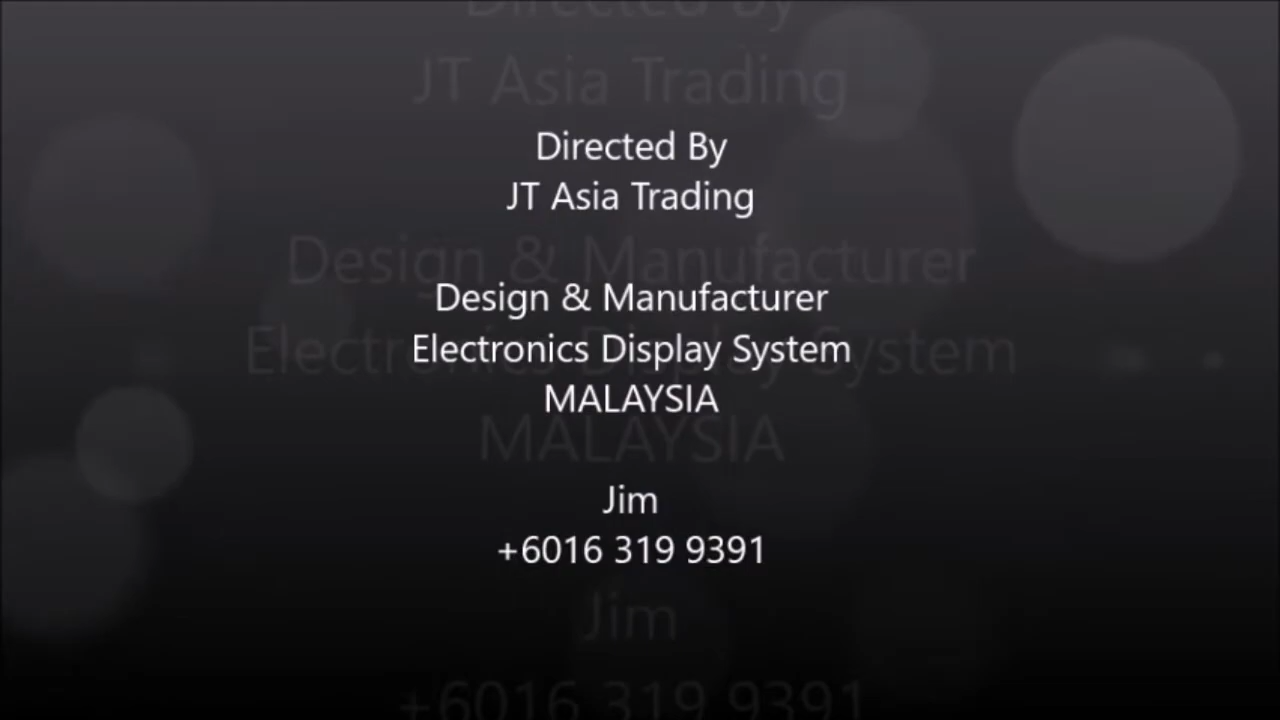 Directed By
JT Asia Trading
Design & Manufacturer
Electronics Display System
MALAYSIA
Jim
+6016 319 9391